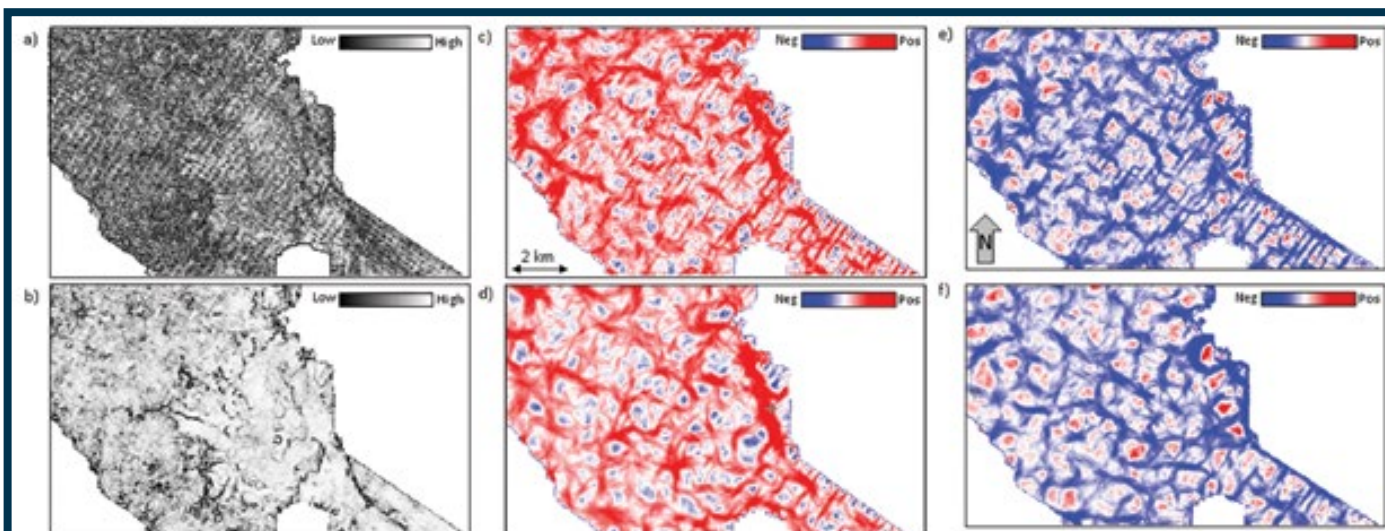 a)
Low High
c)
Neg Pos
e)
Neg Pos
2 km
N
b)
Low High
d)
Neg Pos
f)
Neg Pos